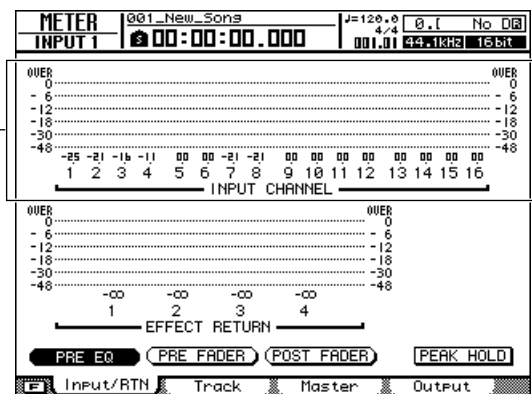 METER 001_New_Song J=120.0 0.[ No DR
INPUT 1 S 00:00:00.000 4/4 001.01 44.1kHz 16bit
OVER OVER
0 0
- 6 - 6
-12 -12
-18 -18
-30 -30
-48 -48
-25 -21 -16 -11 00 00 -21 -21 00 00 00 00 00 00 00 00
1 2 3 4 5 6 7 8 9 10 11 12 13 14 15 16
INPUT CHANNEL
OVER OVER
0 0
- 6 - 6
-12 -12
-18 -18
-30 -30
-48 -48
-∞ -∞ -∞ -∞
1 2 3 4
EFFECT RETURN
PRE EQ PRE FADER POST FADER PEAK HOLD
F Input/RTN Track Master Output